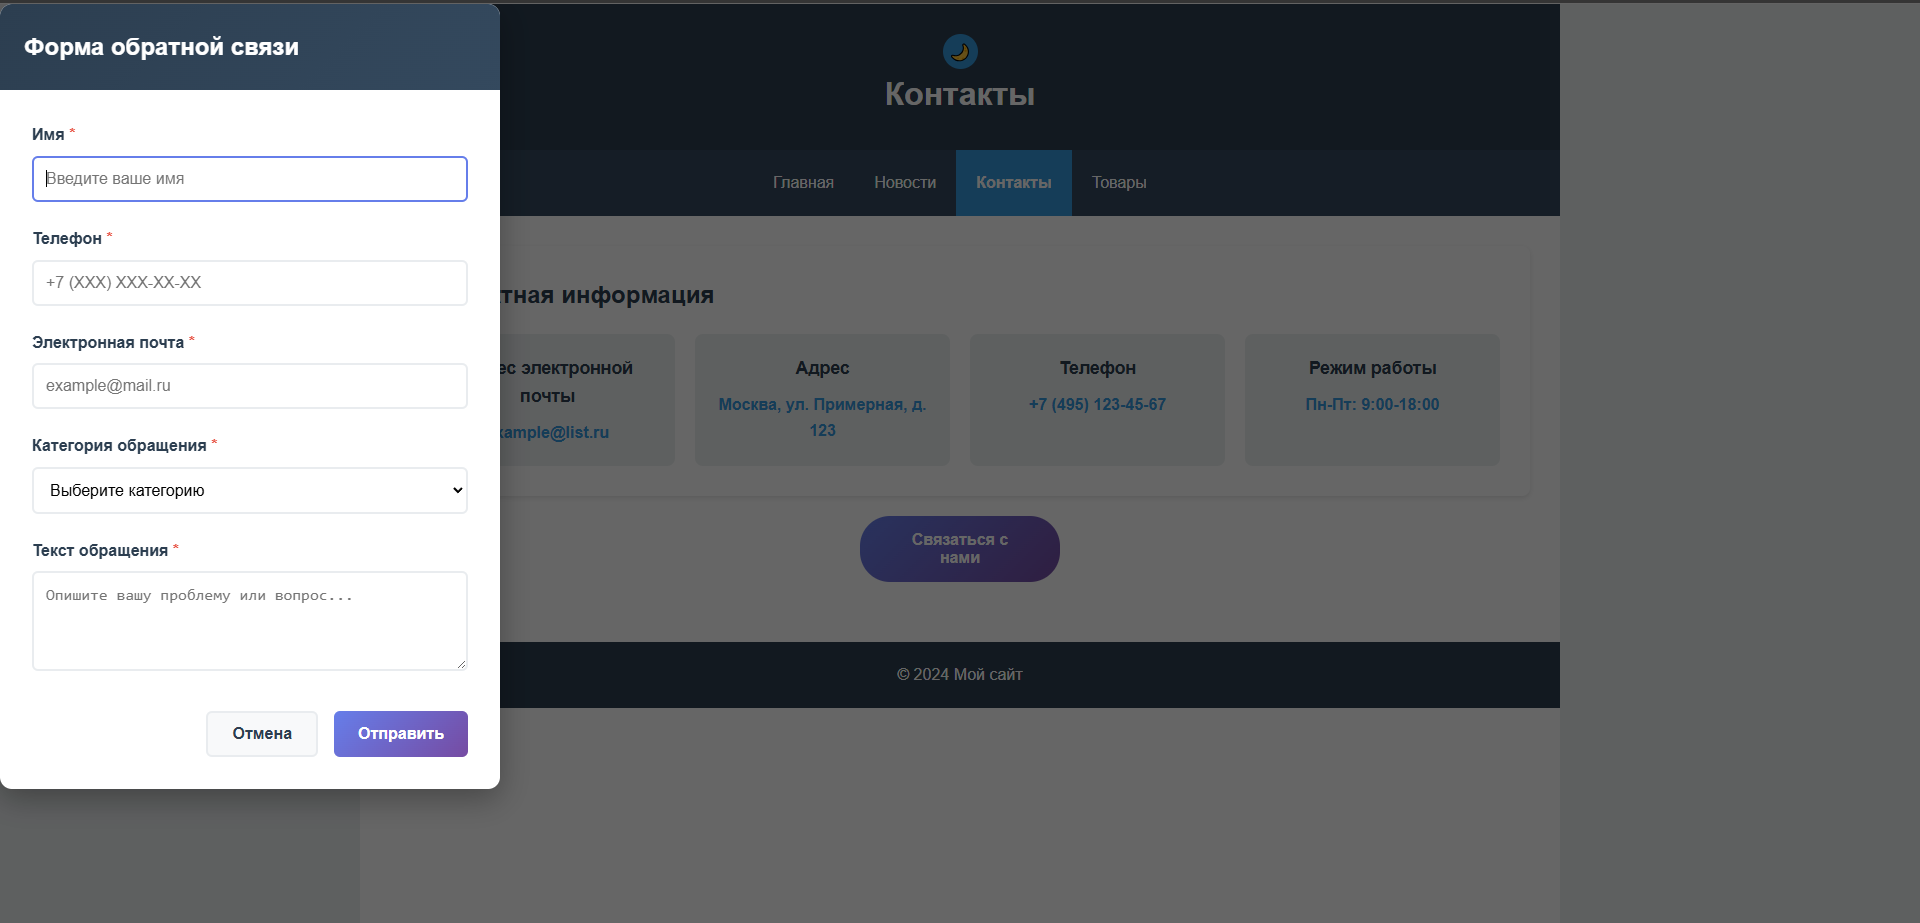 Форма обратной связи
Имя *
Введите ваше имя
Телефон *
+7 (XXX) XXX-XX-XX
Электронная почта *
example@mail.ru
Категория обращения *
Выберите категорию
Текст обращения *
Опишите вашу проблему или вопрос...
Отмена
Отправить
Контакты
Главная
Новости
Контакты
Товары
тная информация
ес электронной
почты
ample@list.ru
Адрес
Москва, ул. Примерная, д.
123
Телефон
+7 (495) 123-45-67
Режим работы
Пн-Пт: 9:00-18:00
Связаться с
нами
© 2024 Мой сайт